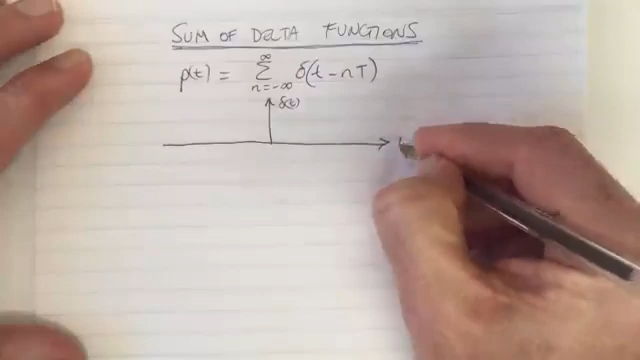 SUM OF DELTA FUNCTIONS
p(t) = ∞∑n=-∞ δ(t-nT)
δ(t)